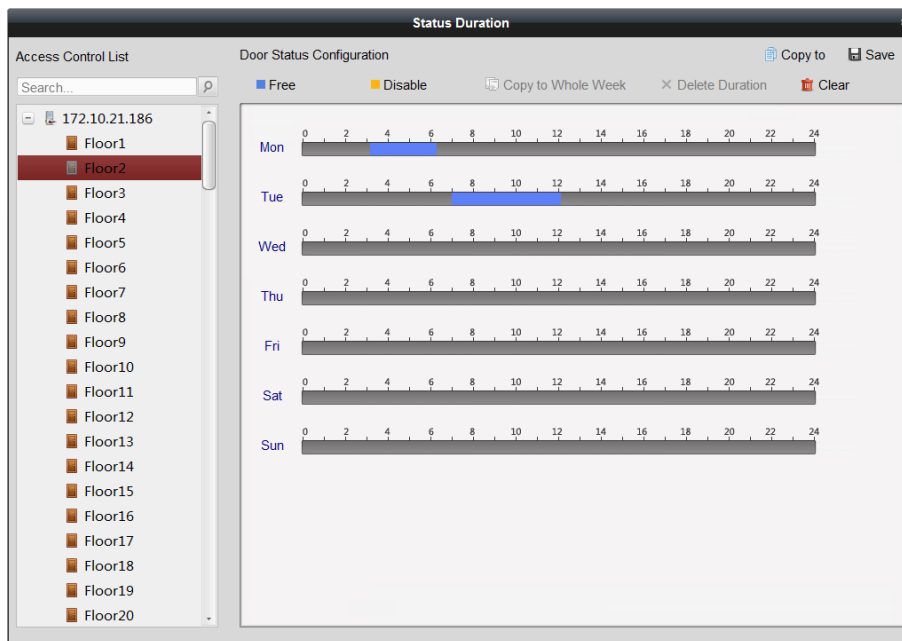 Status Duration
Access Control List
Door Status Configuration
Copy to
Save
Search...
Free
Disable
Copy to Whole Week
Delete Duration
Clear
172.10.21.186
Floor1
Floor2
Floor3
Floor4
Floor5
Floor6
Floor7
Floor8
Floor9
Floor10
Floor11
Floor12
Floor13
Floor14
Floor15
Floor16
Floor17
Floor18
Floor19
Floor20
0 2 4 6 8 10 12 14 16 18 20 22 24
Mon
0 2 4 6 8 10 12 14 16 18 20 22 24
Tue
0 2 4 6 8 10 12 14 16 18 20 22 24
Wed
0 2 4 6 8 10 12 14 16 18 20 22 24
Thu
0 2 4 6 8 10 12 14 16 18 20 22 24
Fri
0 2 4 6 8 10 12 14 16 18 20 22 24
Sat
0 2 4 6 8 10 12 14 16 18 20 22 24
Sun